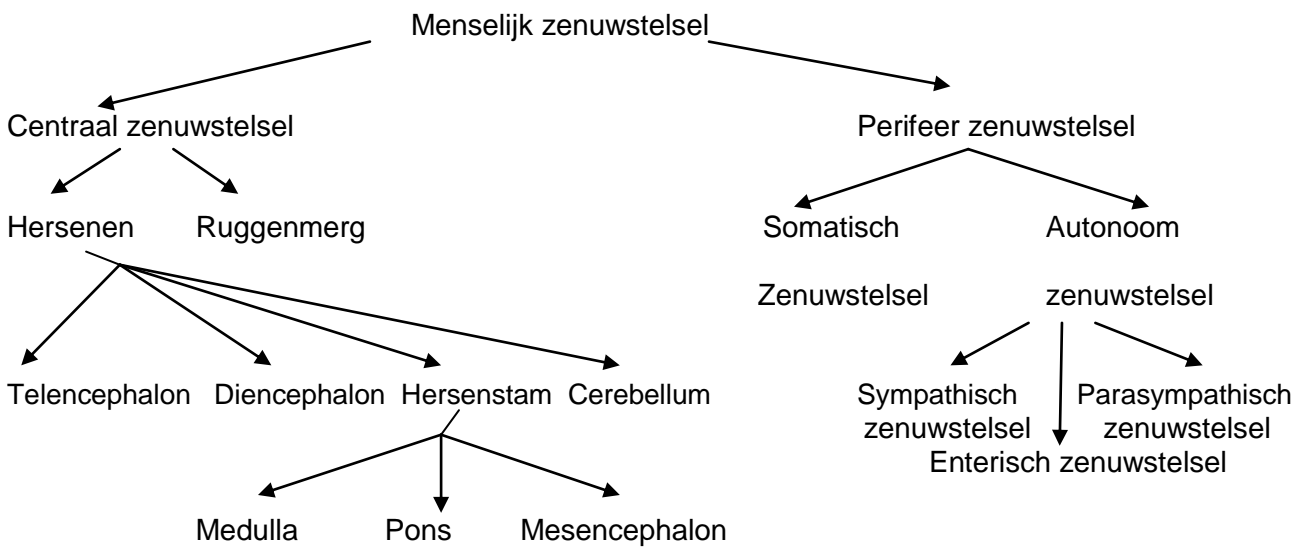 Menselijk zenuwstelsel
Centraal zenuwstelsel Perifeer zenuwstelsel
Hersenen Ruggenmerg Somatisch Autonoom
Zenuwstelsel zenuwstelsel
Telencephalon Diencephalon Hersenstam Cerebellum Sympathisch Parasympathisch
zenuwstelsel zenuwstelsel
Enterisch zenuwstelsel
Medulla Pons Mesencephalon